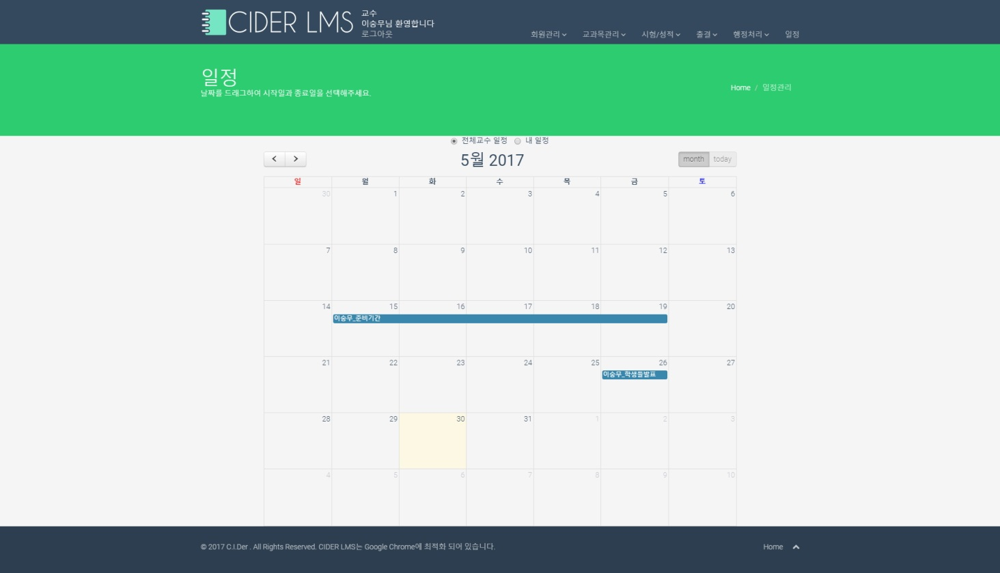 CIDER LMS
교수
이승무님 환영합니다
로그아웃
회원관리 교과목관리 시험/성적 출결 행정처리 일정
일정
날짜를 드래그하여 시작일과 종료일을 선택해주세요.
Home / 일정관리
전체교수 일정 내 일정
5월 2017
month today
일 월 화 수 목 금 토
30 1 2 3 4 5 6
7 8 9 10 11 12 13
14 15 16 17 18 19 20
이승무_준비기간
21 22 23 24 25 26 27
이승무_학생들발표
28 29 30 31 1 2 3
4 5 6 7 8 9 10
© 2017 C.I.Der . All Rights Reserved. CIDER LMS는 Google Chrome에 최적화 되어 있습니다.
Home